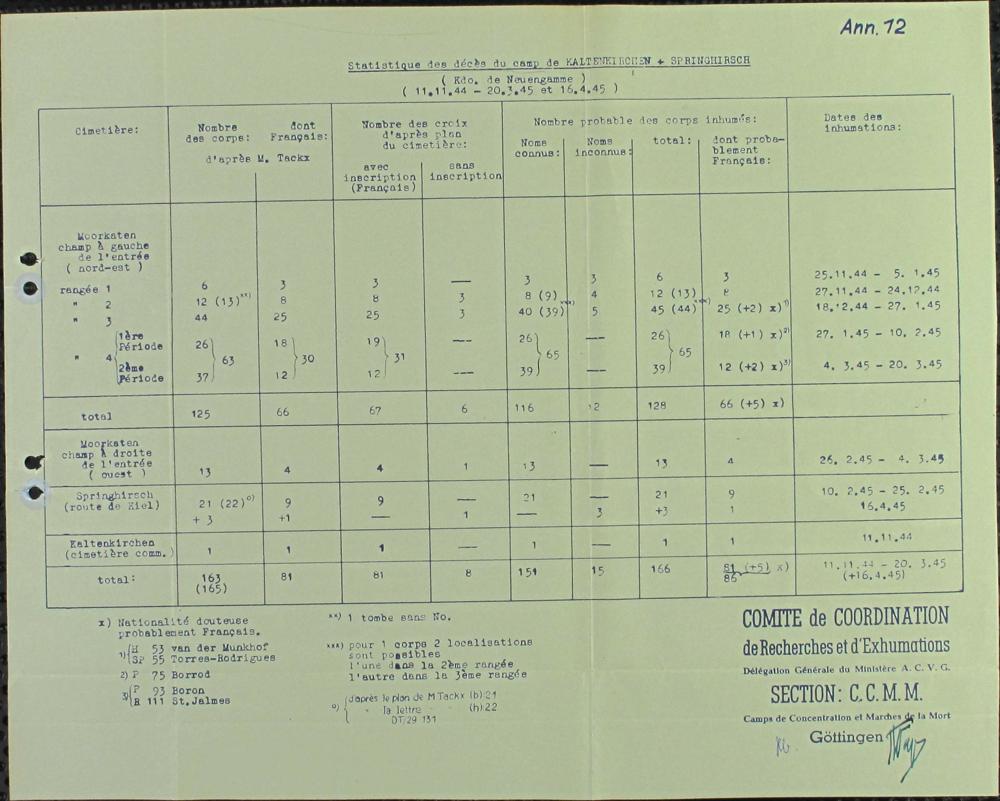 Ann. 12
Statistique des décès du camp de KALTENKIRCHEN + SPRINGHIRSCH
( Kdo. de Neuengamme )
( 11.11.44 - 20.3.45 et 16.4.45 )
Cimetière: | Nombre des corps: | dont Français: | Nombre des croix d'après plan du cimetière: | Nombre probable des corps inhumés: | Dates des inhumations:
d'après M. Tackx | avec inscription (Français) | sans inscription | Noms connus: | Noms inconnus: | total: | dont probablement Français:
Moorkaten
champ à gauche
de l'entrée
( nord-est )
rangée 1 | 6 | 3 | 3 | — | 3 | 3 | 6 | 3 | 25.11.44 - 5. 1.45
" 2 | 12 (13)xx) | 8 | 8 | 3 | 8 (9) | 4 | 12 (13) | 8 | 27.11.44 - 24.12.44
" 3 | 44 | 25 | 25 | 3 | 40 (39)xxx) | 5 | 45 (44)xxx) | 25 (+2) x)1) | 18.12.44 - 27. 1.45
" 4 { 1ère Période | 26 } 63 | 18 } 30 | 19 } 31 | — | 26 } 65 | — | 26 } 65 | 18 (+1) x)2) | 27. 1.45 - 10. 2.45
2ème Période | 37 | 12 | 12 | — | 39 | — | 39 | 12 (+2) x)3) | 4. 3.45 - 20. 3.45
total | 125 | 66 | 67 | 6 | 116 | 12 | 128 | 66 (+5) x)
Moorkaten
champ à droite
de l'entrée
( ouest ) | 13 | 4 | 4 | 1 | 13 | — | 13 | 4 | 26. 2.45 - 4. 3.45
Springhirsch | 21 (22)o) | 9 | 9 | — | 21 | — | 21 | 9 | 10. 2.45 - 25. 2.45
(route de Kiel) | + 3 | +1 | — | 1 | — | 3 | +3 | 1 | 16.4.45
Kaltenkirchen
(cimetière comm.) | 1 | 1 | 1 | — | 1 | — | 1 | 1 | 11.11.44
total: | 163 | 81 | 81 | 8 | 151 | 15 | 166 | 81 (+5) x) | 11.11.44 - 20. 3.45
(165) | 86 | (+16.4.45)
x) Nationalité douteuse
probablement Français.
1) { H 53 van der Munkhof
SP 55 Torres-Rodrigues
2) P 75 Borrod
3) { P 93 Boron
R 111 St.Jalmes
xx) 1 tombe sans No.
xxx) pour 1 corps 2 localisations
sont possibles
l'une dans la 2ème rangée
l'autre dans la 3ème rangée
o) { d'après le plan de M Tackx (b):21
" la lettre " (h):22
DT/29 131
COMITE de COORDINATION
de Recherches et d'Exhumations
Délégation Générale du Ministère A. C. V. G.
SECTION: C. C. M. M.
Camps de Concentration et Marches de la Mort
Göttingen